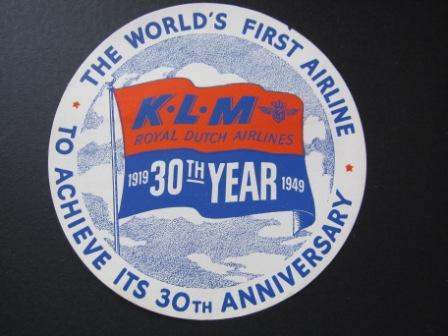 THE WORLD'S FIRST AIRLINE
K·L·M
ROYAL DUTCH AIRLINES
1919 30TH YEAR 1949
TO ACHIEVE ITS 30TH ANNIVERSARY